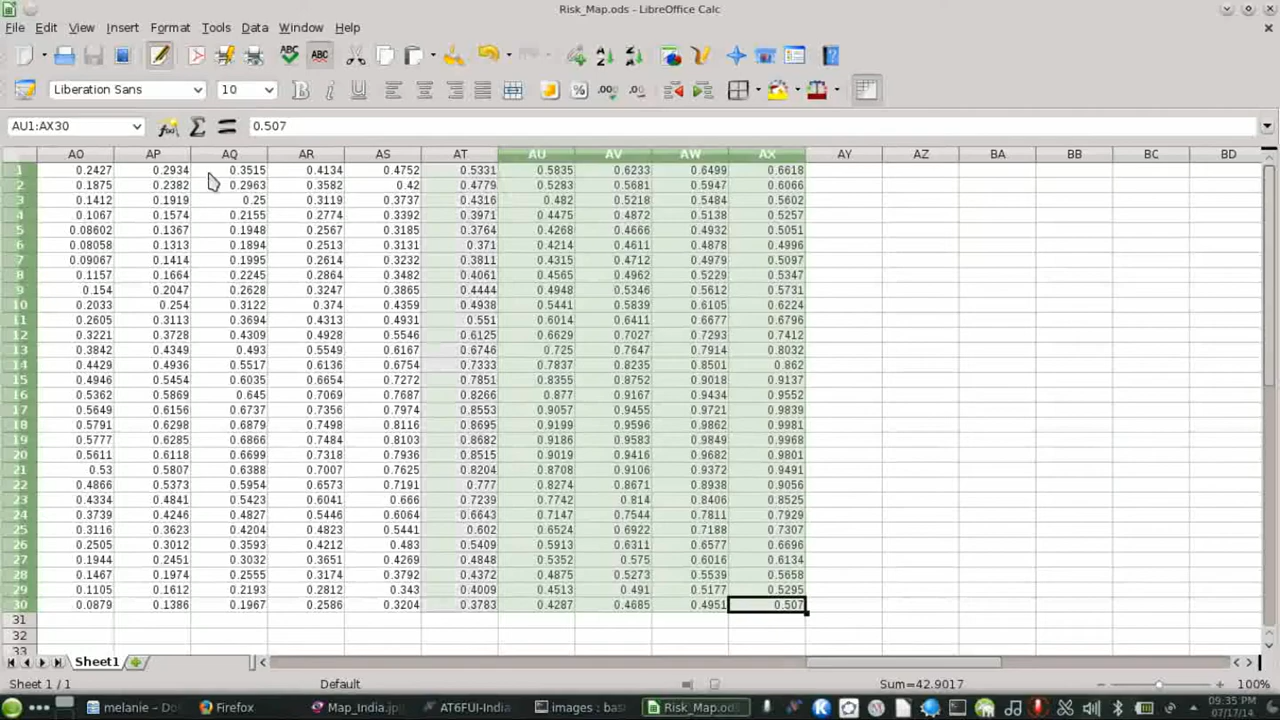 Risk_Map.ods - LibreOffice Calc
File Edit View Insert Format Tools Data Window Help
ABC ABC
Liberation Sans 10
AU1:AX30 0.507
AO AP AQ AR AS AT AU AV AW AX AY AZ BA BB BC BD
1 0.2427 0.2934 0.3515 0.4134 0.4752 0.5331 0.5835 0.6233 0.6499 0.6618
2 0.1875 0.2382 0.2963 0.3582 0.42 0.4779 0.5283 0.5681 0.5947 0.6066
3 0.1412 0.1919 0.25 0.3119 0.3737 0.4316 0.482 0.5218 0.5484 0.5602
4 0.1067 0.1574 0.2155 0.2774 0.3392 0.3971 0.4475 0.4872 0.5138 0.5257
5 0.08602 0.1367 0.1948 0.2567 0.3185 0.3764 0.4268 0.4666 0.4932 0.5051
6 0.08058 0.1313 0.1894 0.2513 0.3131 0.371 0.4214 0.4611 0.4878 0.4996
7 0.09067 0.1414 0.1995 0.2614 0.3232 0.3811 0.4315 0.4712 0.4979 0.5097
8 0.1157 0.1664 0.2245 0.2864 0.3482 0.4061 0.4565 0.4962 0.5229 0.5347
9 0.154 0.2047 0.2628 0.3247 0.3865 0.4444 0.4948 0.5346 0.5612 0.5731
10 0.2033 0.254 0.3122 0.374 0.4359 0.4938 0.5441 0.5839 0.6105 0.6224
11 0.2605 0.3113 0.3694 0.4313 0.4931 0.551 0.6014 0.6411 0.6677 0.6796
12 0.3221 0.3728 0.4309 0.4928 0.5546 0.6125 0.6629 0.7027 0.7293 0.7412
13 0.3842 0.4349 0.493 0.5549 0.6167 0.6746 0.725 0.7647 0.7914 0.8032
14 0.4429 0.4936 0.5517 0.6136 0.6754 0.7333 0.7837 0.8235 0.8501 0.862
15 0.4946 0.5454 0.6035 0.6654 0.7272 0.7851 0.8355 0.8752 0.9018 0.9137
16 0.5362 0.5869 0.645 0.7069 0.7687 0.8266 0.877 0.9167 0.9434 0.9552
17 0.5649 0.6156 0.6737 0.7356 0.7974 0.8553 0.9057 0.9455 0.9721 0.9839
18 0.5791 0.6298 0.6879 0.7498 0.8116 0.8695 0.9199 0.9596 0.9862 0.9981
19 0.5777 0.6285 0.6866 0.7484 0.8103 0.8682 0.9186 0.9583 0.9849 0.9968
20 0.5611 0.6118 0.6699 0.7318 0.7936 0.8515 0.9019 0.9416 0.9682 0.9801
21 0.53 0.5807 0.6388 0.7007 0.7625 0.8204 0.8708 0.9106 0.9372 0.9491
22 0.4866 0.5373 0.5954 0.6573 0.7191 0.777 0.8274 0.8671 0.8938 0.9056
23 0.4334 0.4841 0.5423 0.6041 0.666 0.7239 0.7742 0.814 0.8406 0.8525
24 0.3739 0.4246 0.4827 0.5446 0.6064 0.6643 0.7147 0.7544 0.7811 0.7929
25 0.3116 0.3623 0.4204 0.4823 0.5441 0.602 0.6524 0.6922 0.7188 0.7307
26 0.2505 0.3012 0.3593 0.4212 0.483 0.5409 0.5913 0.6311 0.6577 0.6696
27 0.1944 0.2451 0.3032 0.3651 0.4269 0.4848 0.5352 0.575 0.6016 0.6134
28 0.1467 0.1974 0.2555 0.3174 0.3792 0.4372 0.4875 0.5273 0.5539 0.5658
29 0.1105 0.1612 0.2193 0.2812 0.343 0.4009 0.4513 0.491 0.5177 0.5295
30 0.0879 0.1386 0.1967 0.2586 0.3204 0.3783 0.4287 0.4685 0.4951 0.507
31
32
33
Sheet1
Sheet 1 / 1 Default Sum=42.9017 100%
melanie – Do Firefox Map_India.jp AT6FUI-India images : bas Risk_Map.ods 09:35 PM
07/17/14